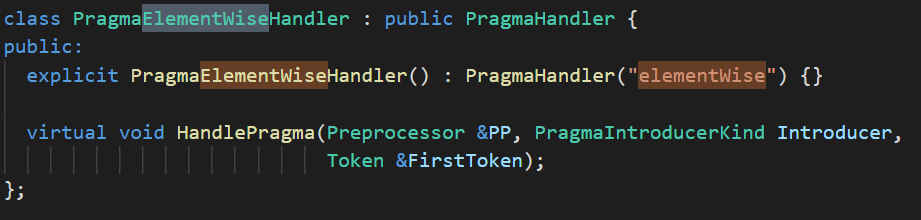 class PragmaElementWiseHandler : public PragmaHandler {
public:
  explicit PragmaElementWiseHandler() : PragmaHandler("elementWise") {}

  virtual void HandlePragma(Preprocessor &PP, PragmaIntroducerKind Introducer,
                            Token &FirstToken);
};